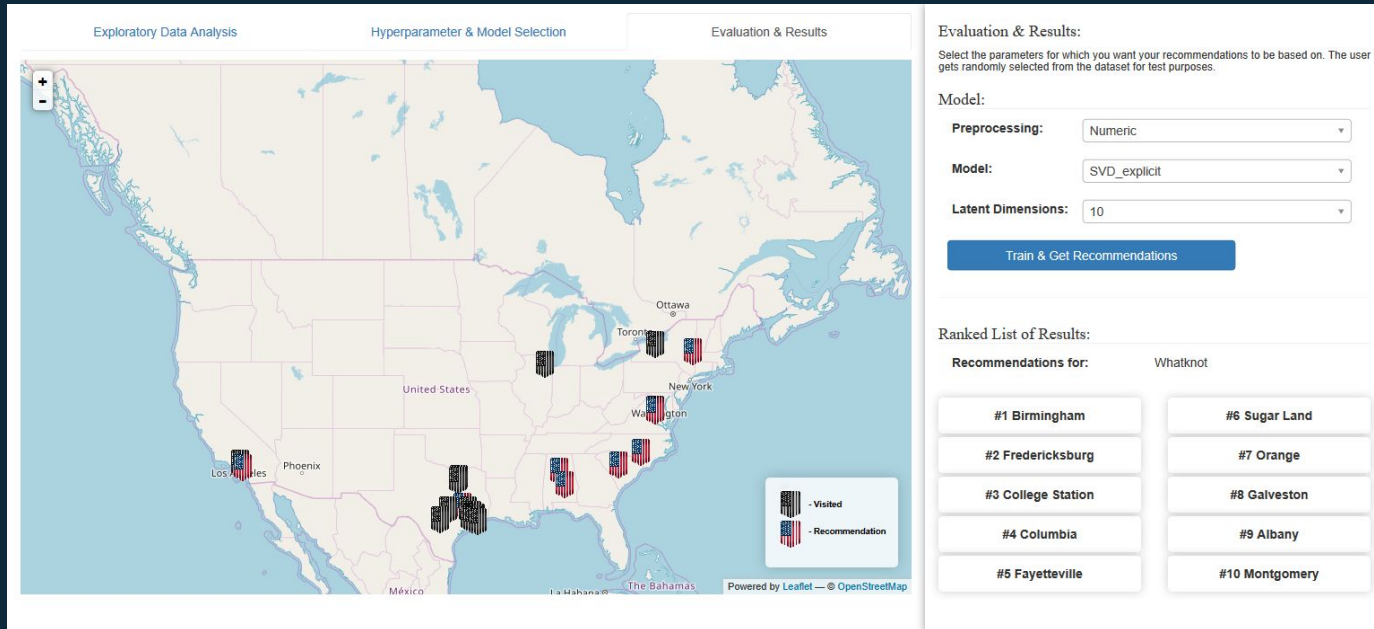 Exploratory Data Analysis
Hyperparameter & Model Selection
Evaluation & Results
+
-
Ottawa
Toronto
United States
New York
Washington
Los Angeles
Phoenix
México
La Habana
The Bahamas
- Visited
- Recommendation
Powered by Leaflet — © OpenStreetMap
Evaluation & Results:
Select the parameters for which you want your recommendations to be based on. The user
gets randomly selected from the dataset for test purposes.
Model:
Preprocessing: Numeric
Model: SVD_explicit
Latent Dimensions: 10
Train & Get Recommendations
Ranked List of Results:
Recommendations for: Whatknot
#1 Birmingham
#2 Fredericksburg
#3 College Station
#4 Columbia
#5 Fayetteville
#6 Sugar Land
#7 Orange
#8 Galveston
#9 Albany
#10 Montgomery